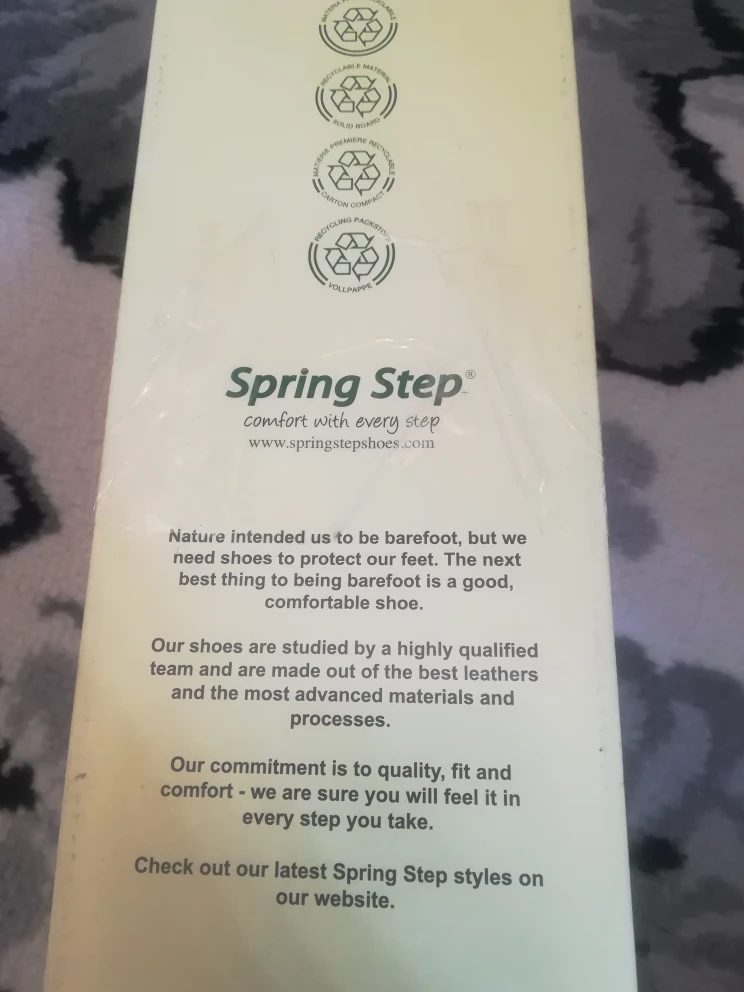 RECYCLABLE MATERIAL
SOLID BOARD
MATIERE PREMIERE RECYCLABLE
CARTON COMPACT
RECYCLING PACKSTOFF
VOLLPAPPE
Spring Step®
comfort with every step
www.springstepshoes.com
Nature intended us to be barefoot, but we
need shoes to protect our feet. The next
best thing to being barefoot is a good,
comfortable shoe.
Our shoes are studied by a highly qualified
team and are made out of the best leathers
and the most advanced materials and
processes.
Our commitment is to quality, fit and
comfort - we are sure you will feel it in
every step you take.
Check out our latest Spring Step styles on
our website.